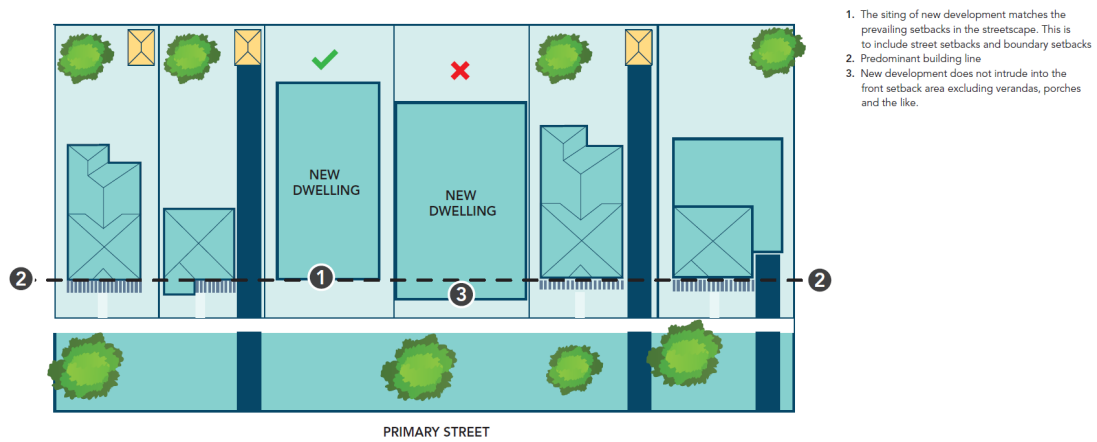 1. The siting of new development matches the
prevailing setbacks in the streetscape. This is
to include street setbacks and boundary setbacks
2. Predominant building line
3. New development does not intrude into the
front setback area excluding verandas, porches
and the like.
NEW
DWELLING
NEW
DWELLING
2
1
3
2
PRIMARY STREET